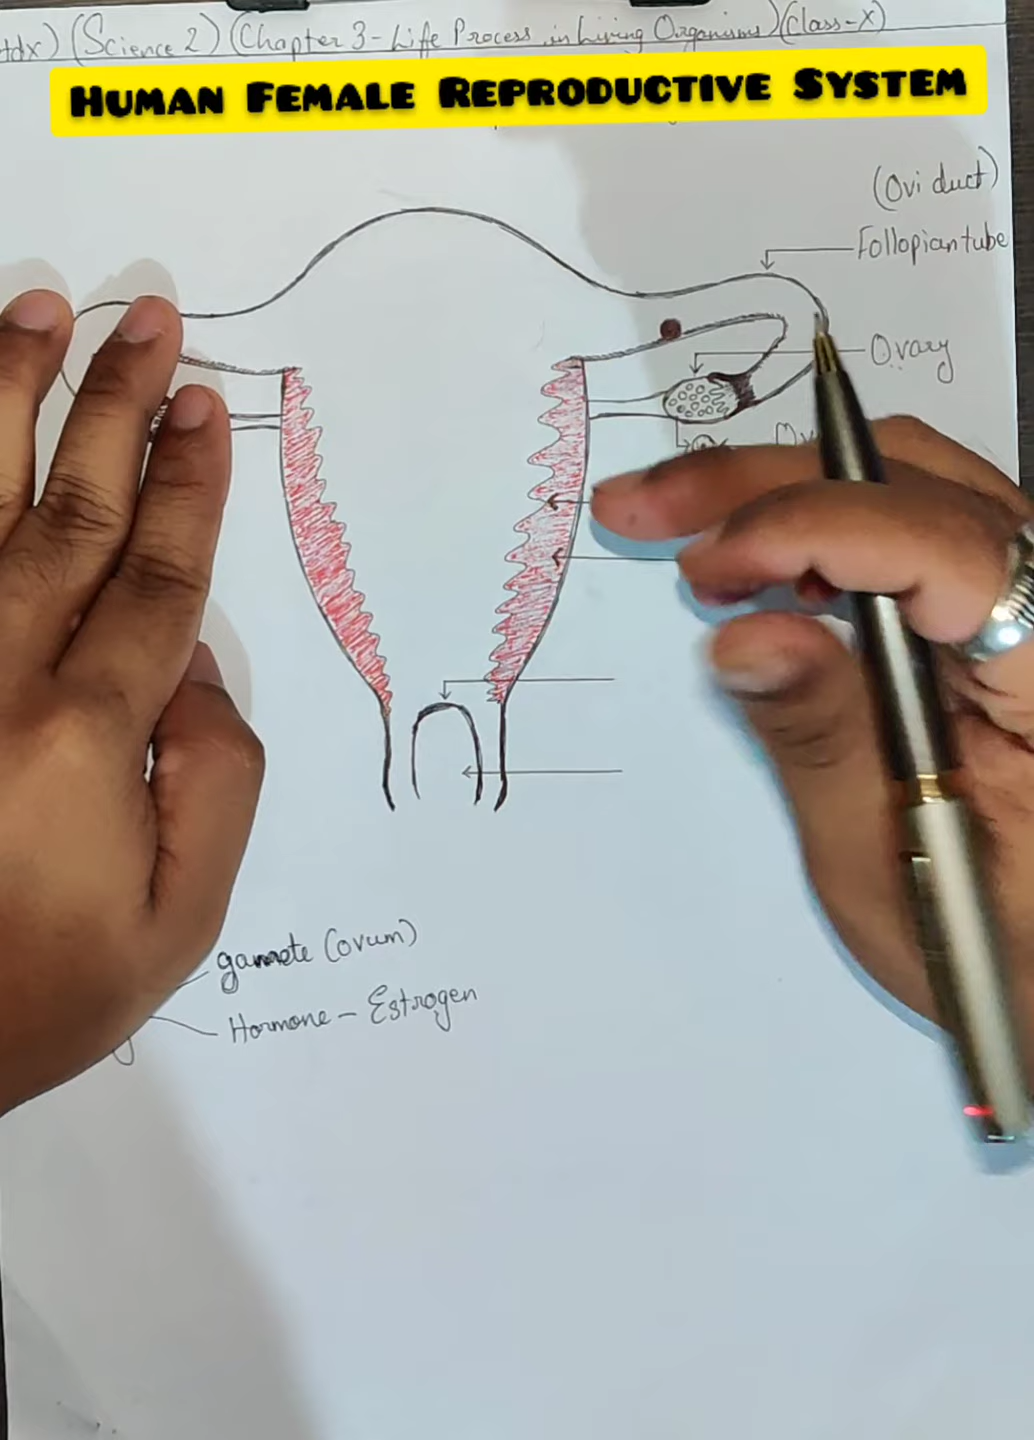 (Science 2) (Chapter 3 - Life Process in Living Organisms) (Class-X)
HUMAN FEMALE REPRODUCTIVE SYSTEM
(Ovi duct)
Follopian tube
Ovary
gamete (ovum)
Hormone - Estrogen